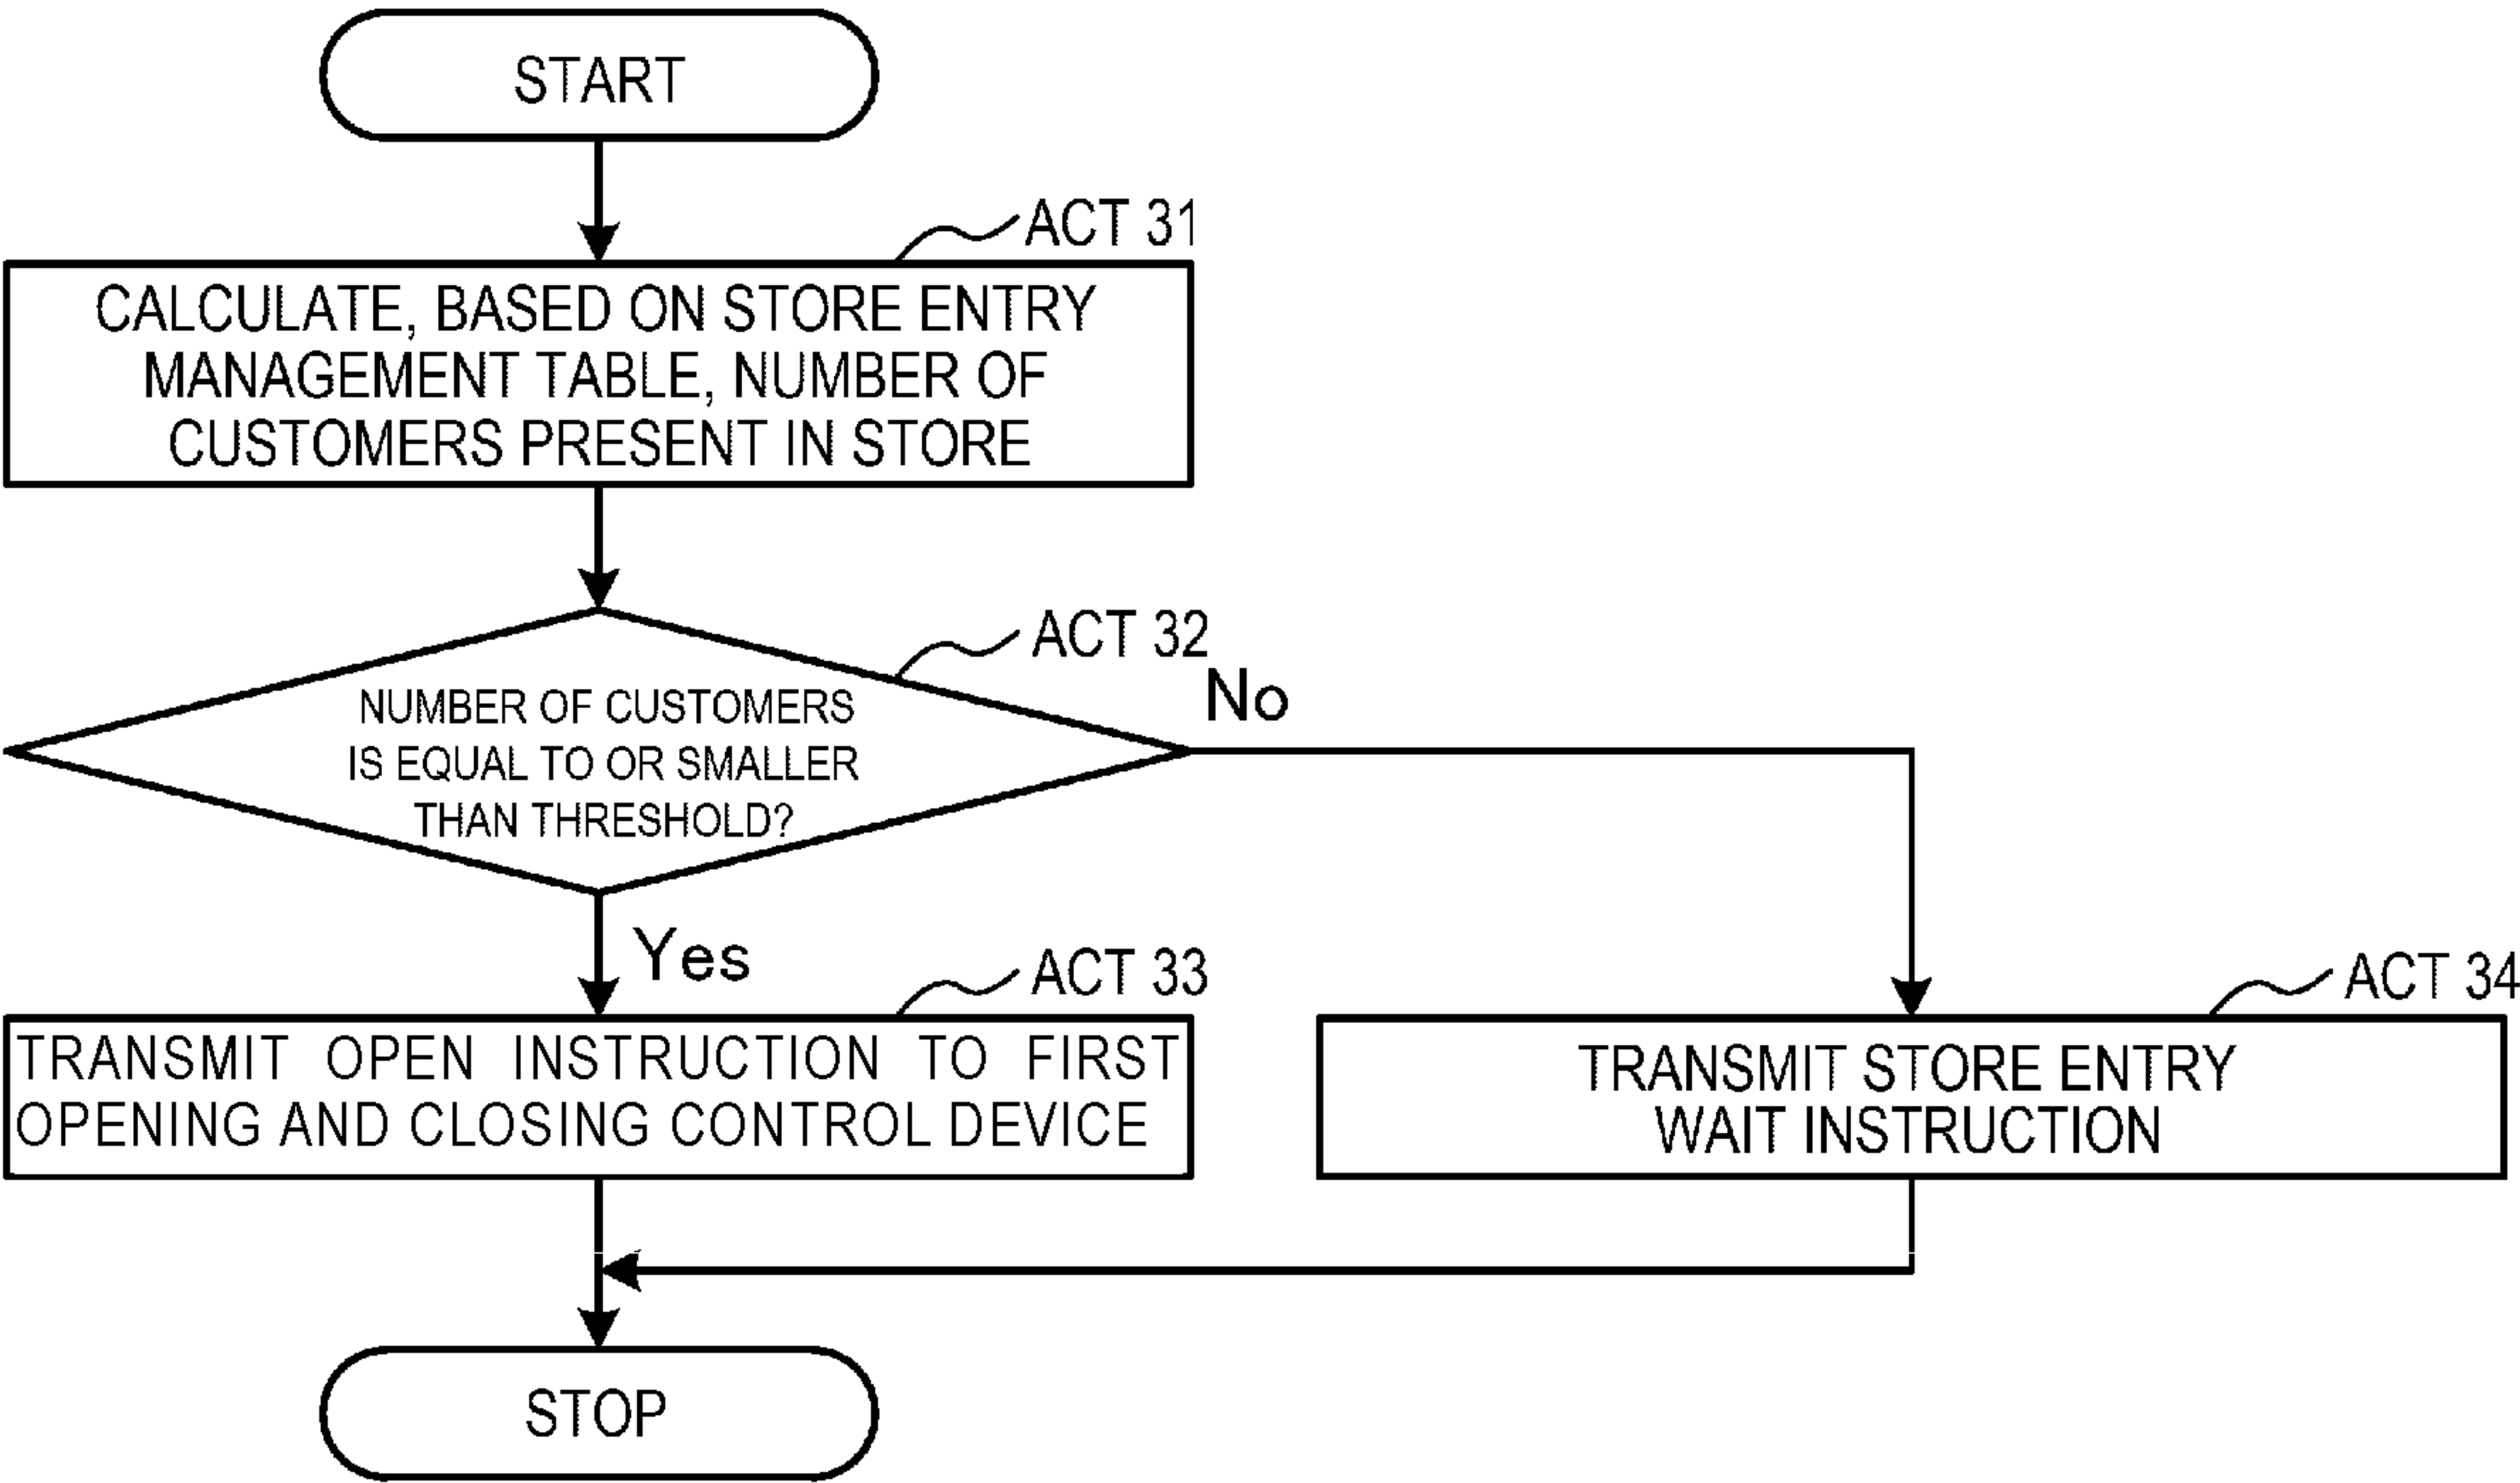 START
ACT 31
CALCULATE, BASED ON STORE ENTRY
MANAGEMENT TABLE, NUMBER OF
CUSTOMERS PRESENT IN STORE
ACT 32
NUMBER OF CUSTOMERS
IS EQUAL TO OR SMALLER
THAN THRESHOLD?
No
Yes
ACT 33
TRANSMIT OPEN INSTRUCTION TO FIRST
OPENING AND CLOSING CONTROL DEVICE
ACT 34
TRANSMIT STORE ENTRY
WAIT INSTRUCTION
STOP